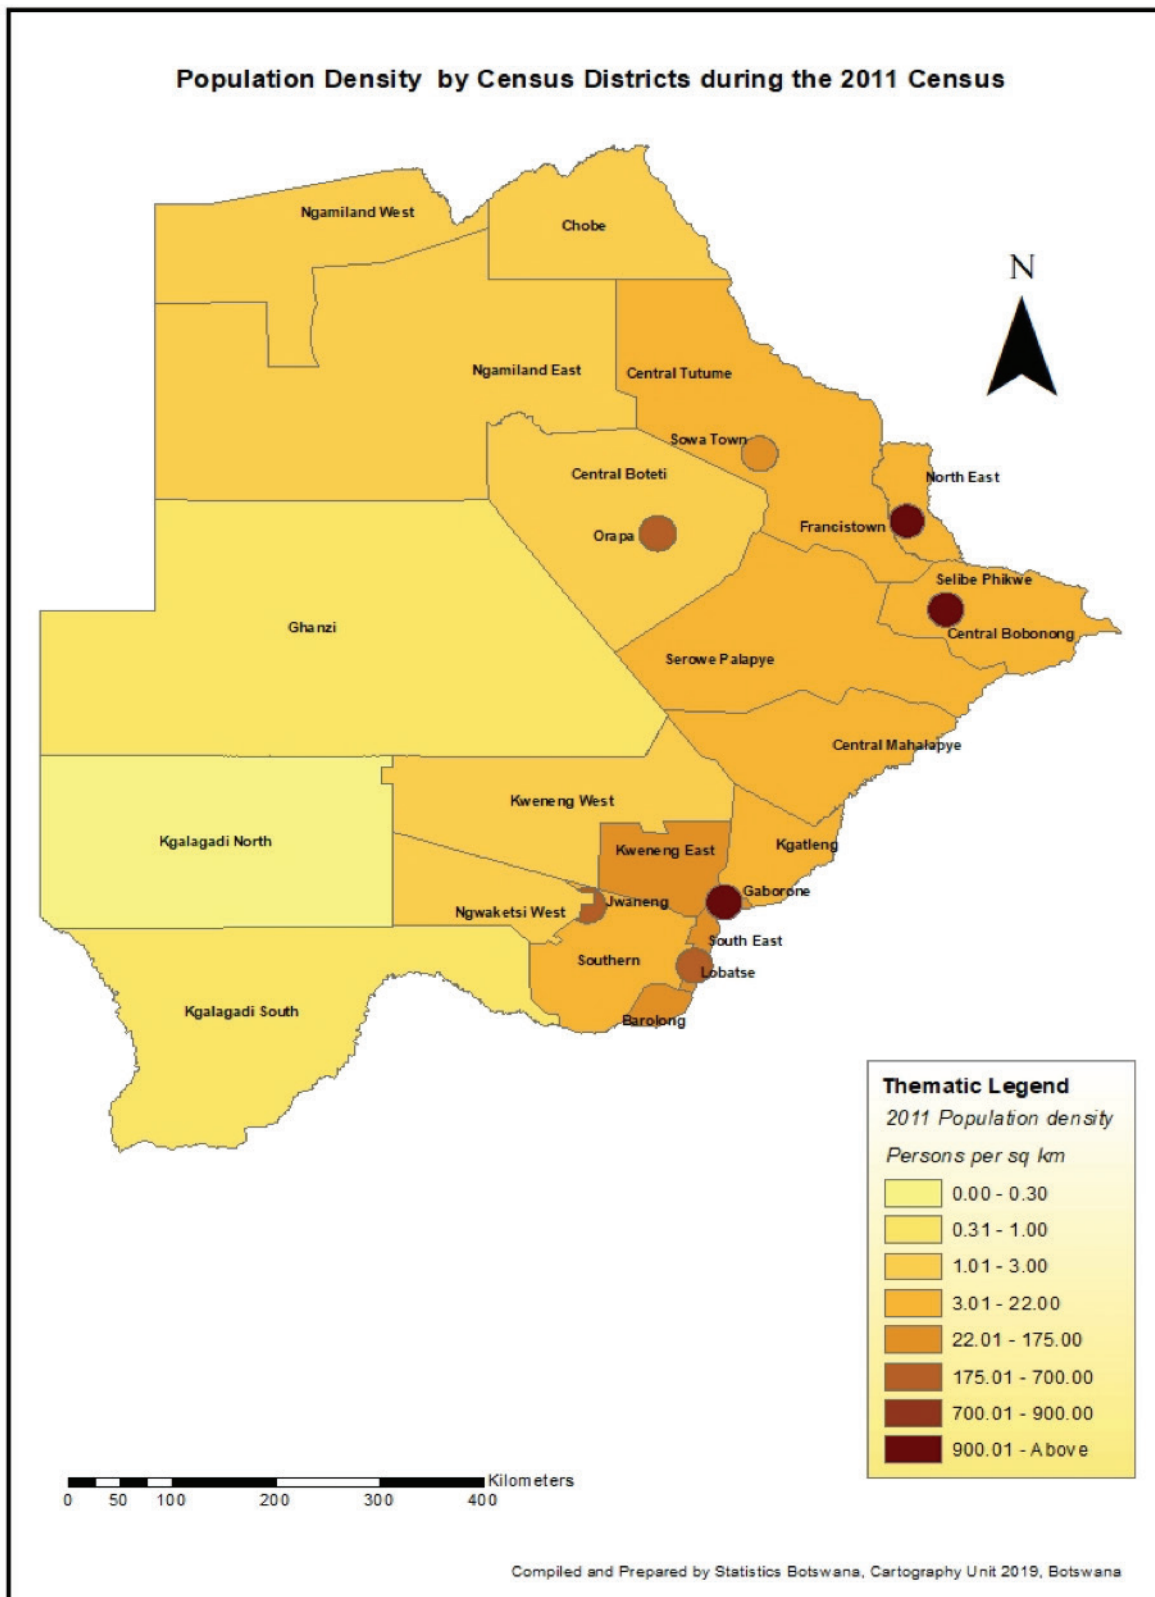 Population Density by Census Districts during the 2011 Census
Ngamiland West
Chobe
N
Ngamiland East
Central Tutume
Sowa Town
Central Boteti
North East
Orapa
Francistown
Selibe Phikwe
Ghanzi
Central Bobonong
Serowe Palapye
Central Mahalapye
Kweneng West
Kgalagadi North
Kweneng East
Kgatleng
Gaborone
Jwaneng
Ngwaketsi West
South East
Southern
Lobatse
Kgalagadi South
Barolong
Thematic Legend
2011 Population density
Persons per sq km
0.00 - 0.30
0.31 - 1.00
1.01 - 3.00
3.01 - 22.00
22.01 - 175.00
175.01 - 700.00
700.01 - 900.00
900.01 - Above
Kilometers
0 50 100 200 300 400
Compiled and Prepared by Statistics Botswana, Cartography Unit 2019, Botswana